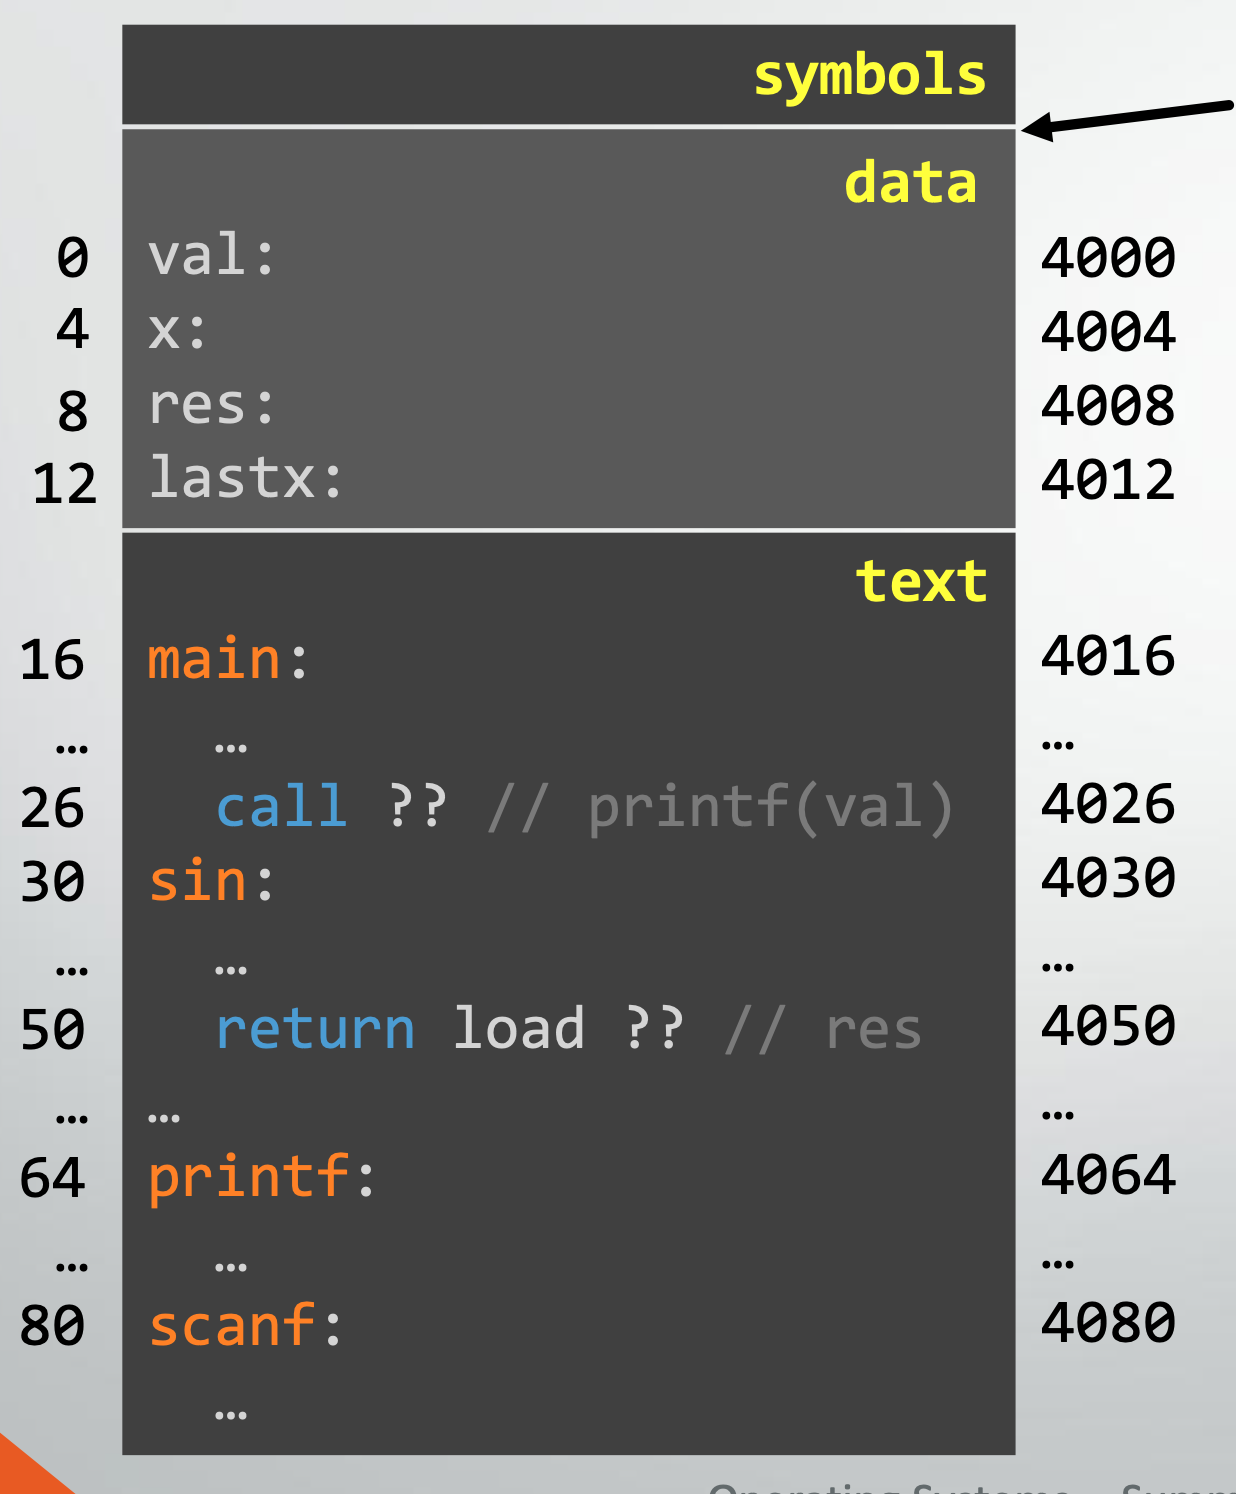 symbols
data
0 val: 4000
4 x: 4004
8 res: 4008
12 lastx: 4012
text
16 main: 4016
… … …
26 call ?? // printf(val) 4026
30 sin: 4030
… … …
50 return load ?? // res 4050
… … …
64 printf: 4064
… … …
80 scanf: 4080
…
Operating Systems